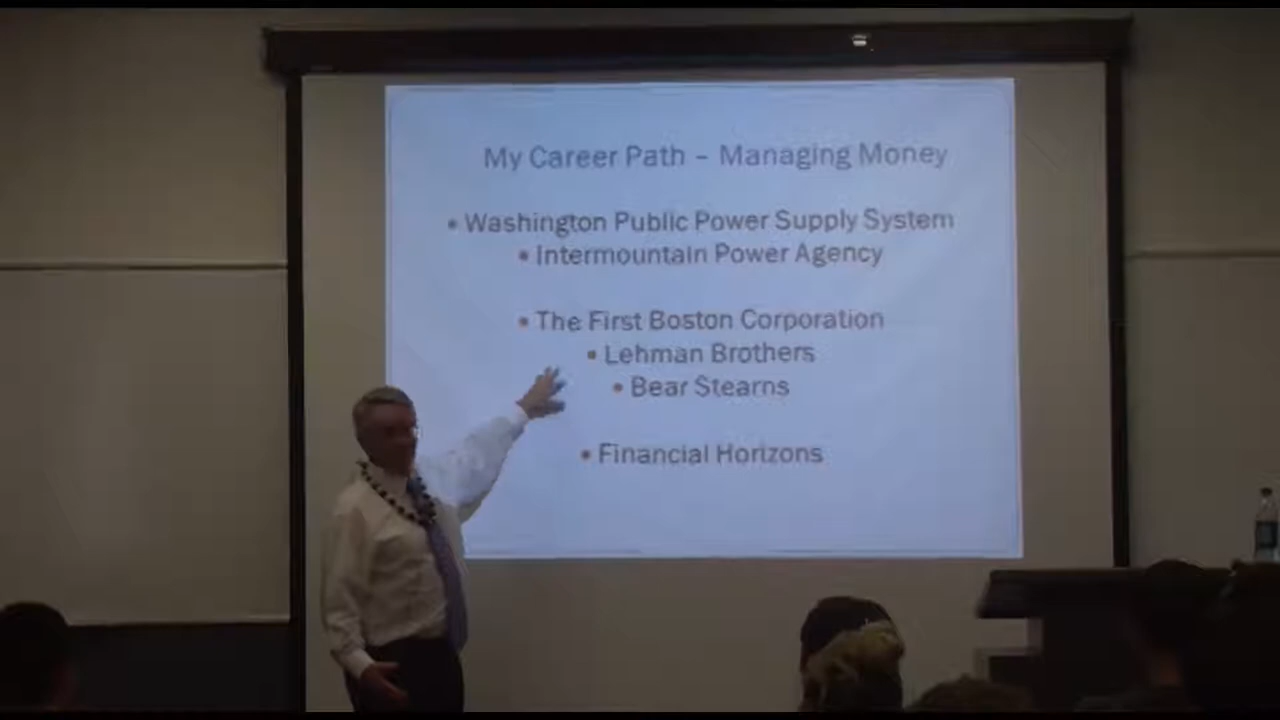 My Career Path – Managing Money
• Washington Public Power Supply System
• Intermountain Power Agency
• The First Boston Corporation
• Lehman Brothers
• Bear Stearns
• Financial Horizons